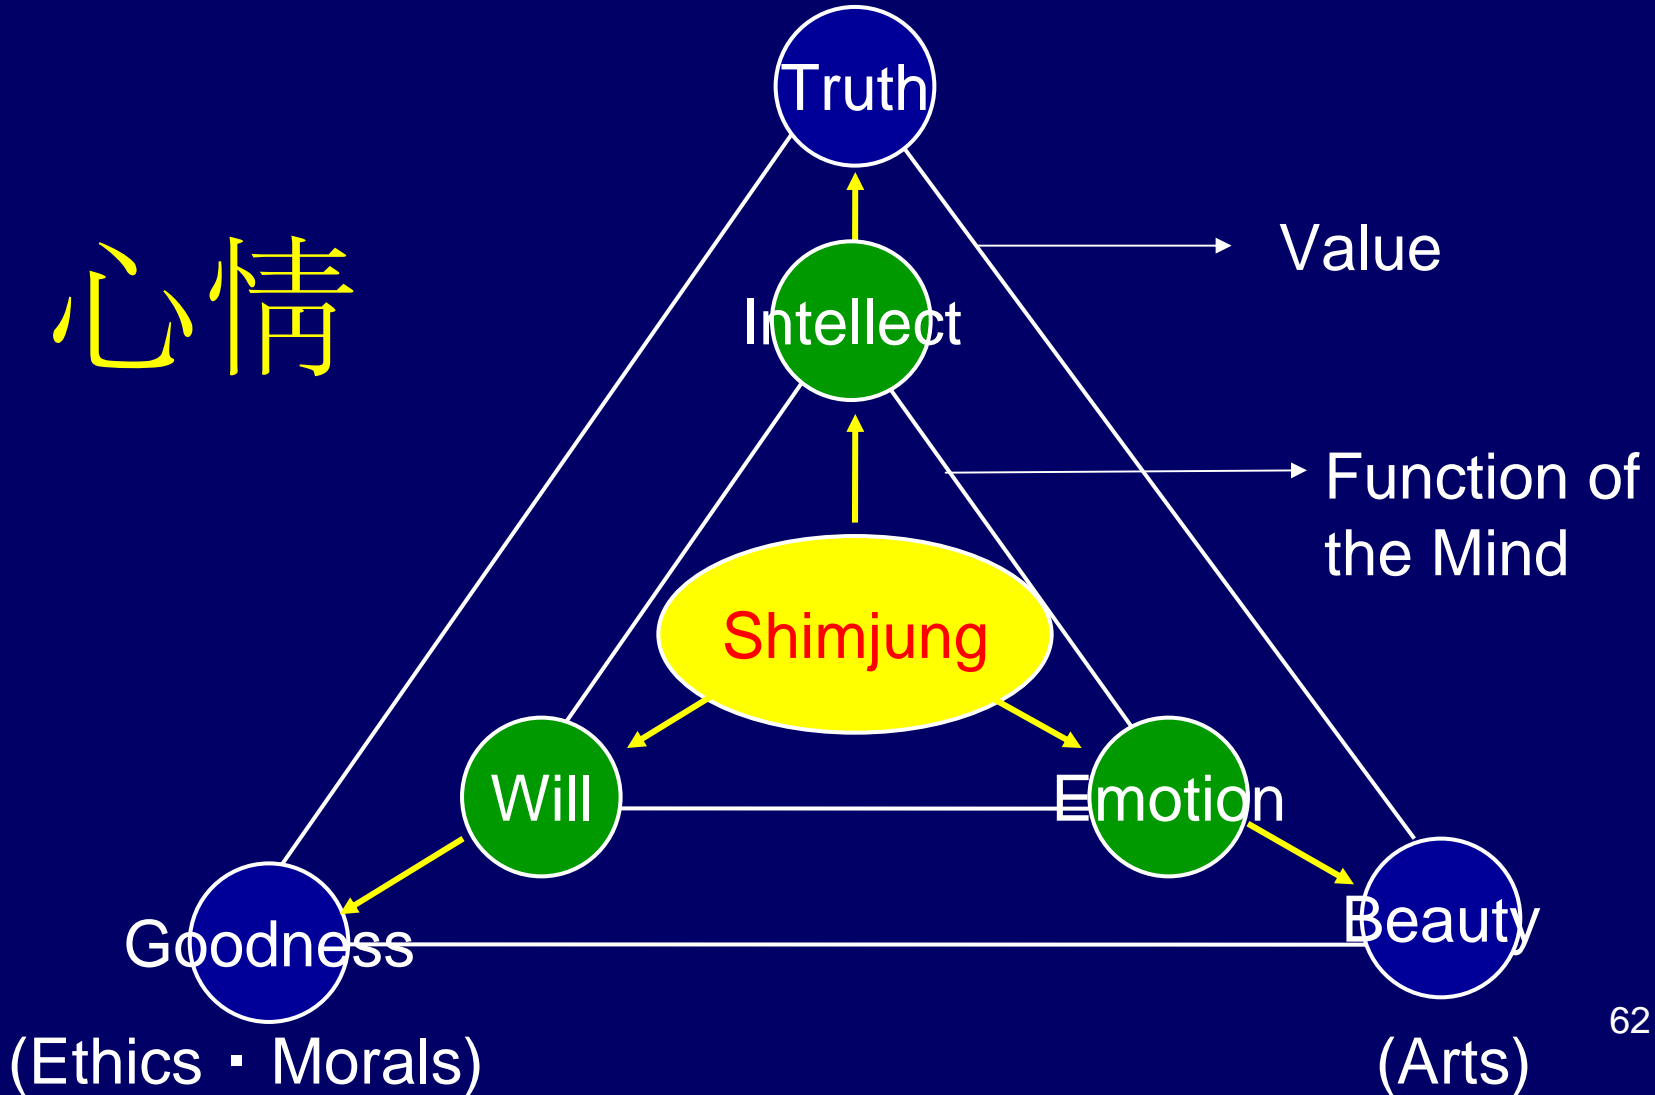 Truth
心情
Value
Intellect
Function of
the Mind
Shimjung
Will
Emotion
Goodness
Beauty
(Ethics・Morals)
(Arts)
62